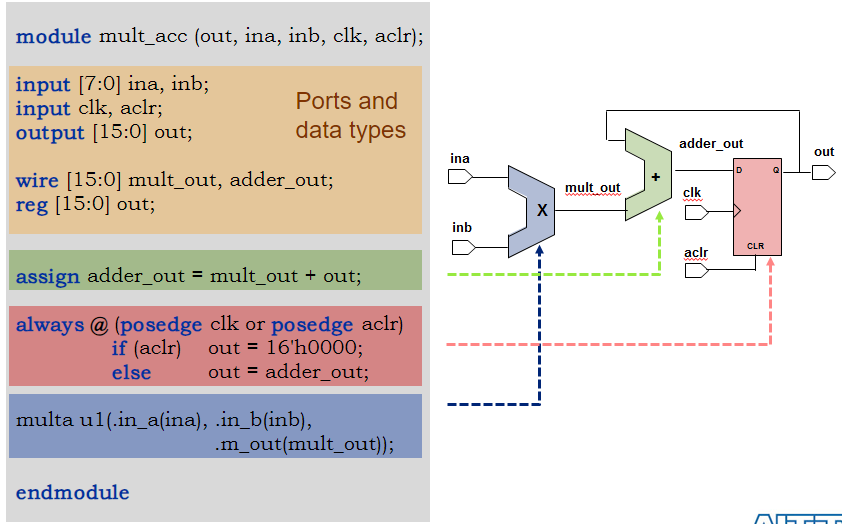 module mult_acc (out, ina, inb, clk, aclr);
input [7:0] ina, inb;
input clk, aclr;
output [15:0] out;
Ports and
data types
wire [15:0] mult_out, adder_out;
reg [15:0] out;
assign adder_out = mult_out + out;
always @ (posedge clk or posedge aclr)
if (aclr) out = 16'h0000;
else out = adder_out;
multa u1(.in_a(ina), .in_b(inb),
.m_out(mult_out));
endmodule
ina
inb
X
mult_out
+
adder_out
out
D Q
clk
CLR
aclr